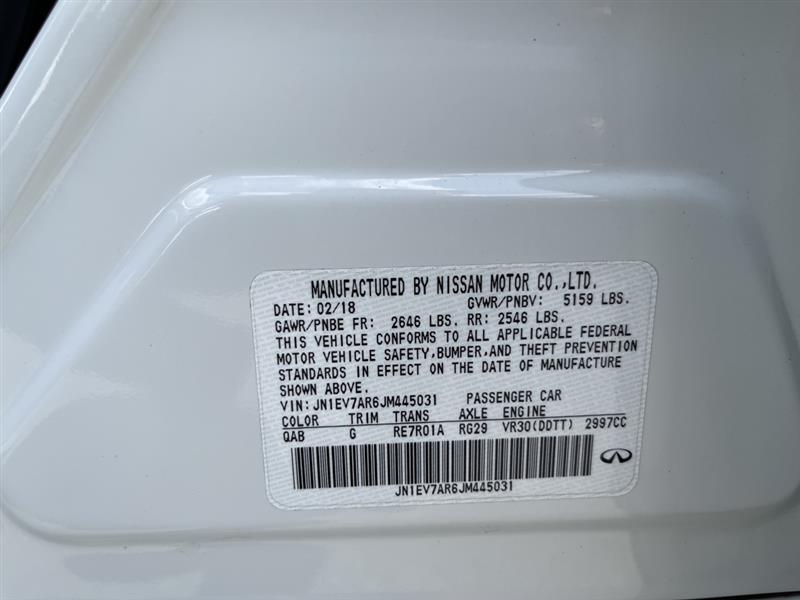 MANUFACTURED BY NISSAN MOTOR CO.,LTD.
DATE: 02/18 GVWR/PNBV: 5159 LBS.
GAWR/PNBE FR: 2646 LBS. RR: 2546 LBS.
THIS VEHICLE CONFORMS TO ALL APPLICABLE FEDERAL
MOTOR VEHICLE SAFETY,BUMPER,AND THEFT PREVENTION
STANDARDS IN EFFECT ON THE DATE OF MANUFACTURE
SHOWN ABOVE.
VIN: JN1EV7AR6JM445031 PASSENGER CAR
COLOR TRIM TRANS AXLE ENGINE
QAB G RE7R01A RG29 VR30(DDTT) 2997CC
JN1EV7AR6JM445031